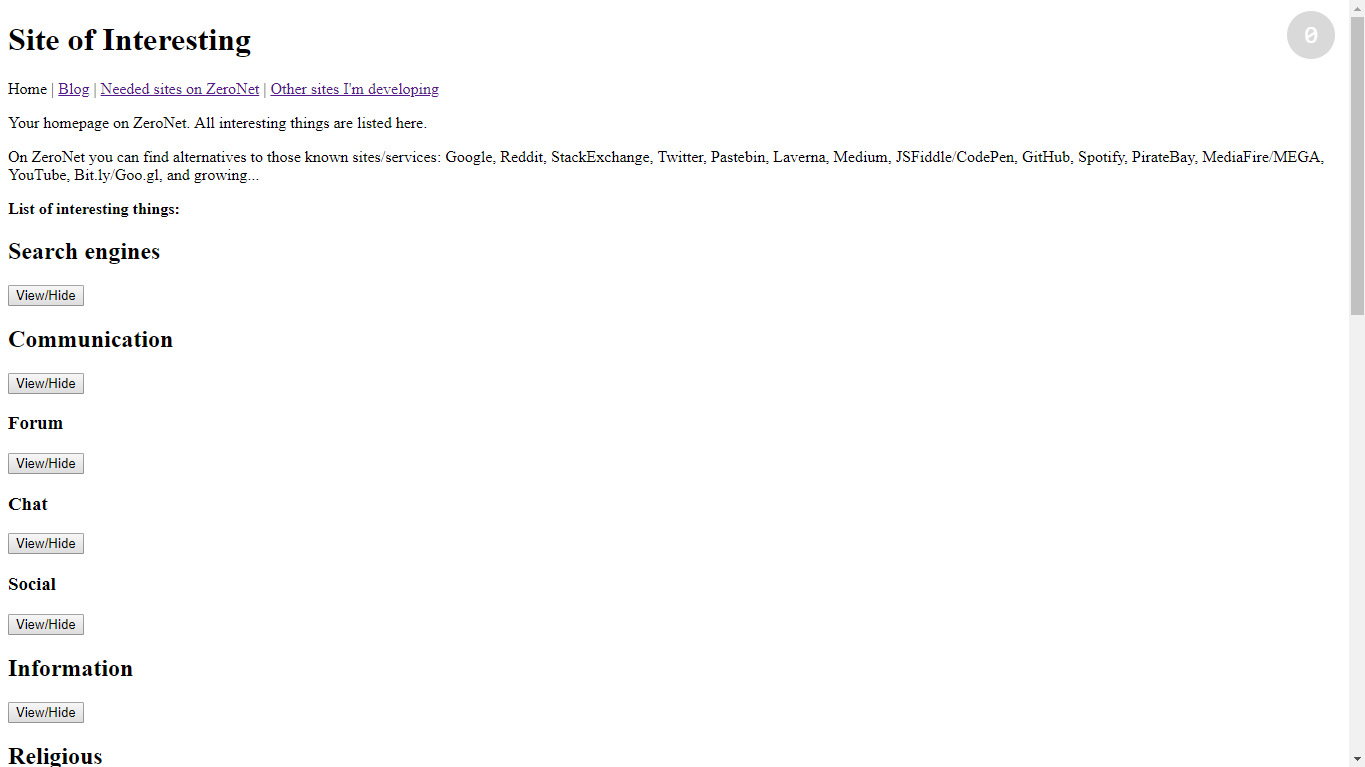 Site of Interesting
0
Home | Blog | Needed sites on ZeroNet | Other sites I'm developing
Your homepage on ZeroNet. All interesting things are listed here.
On ZeroNet you can find alternatives to those known sites/services: Google, Reddit, StackExchange, Twitter, Pastebin, Laverna, Medium, JSFiddle/CodePen, GitHub, Spotify, PirateBay, MediaFire/MEGA,
YouTube, Bit.ly/Goo.gl, and growing...
List of interesting things:
Search engines
View/Hide
Communication
View/Hide
Forum
View/Hide
Chat
View/Hide
Social
View/Hide
Information
View/Hide
Religious